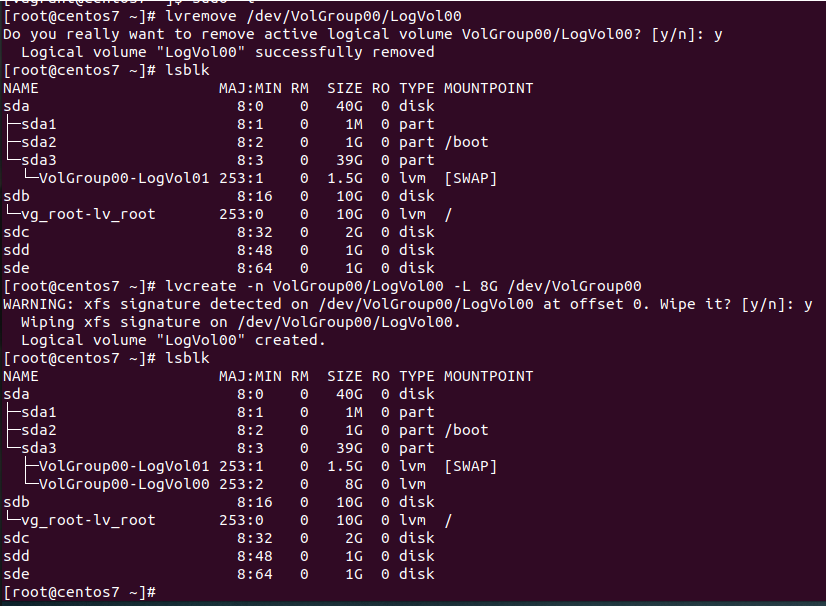 [root@centos7 ~]# lvremove /dev/VolGroup00/LogVol00
Do you really want to remove active logical volume VolGroup00/LogVol00? [y/n]: y
  Logical volume "LogVol00" successfully removed
[root@centos7 ~]# lsblk
NAME                    MAJ:MIN RM  SIZE RO TYPE MOUNTPOINT
sda                       8:0    0   40G  0 disk
├─sda1                    8:1    0    1M  0 part
├─sda2                    8:2    0    1G  0 part /boot
└─sda3                    8:3    0   39G  0 part
  └─VolGroup00-LogVol01 253:1    0  1.5G  0 lvm  [SWAP]
sdb                       8:16   0   10G  0 disk
└─vg_root-lv_root       253:0    0   10G  0 lvm  /
sdc                       8:32   0    2G  0 disk
sdd                       8:48   0    1G  0 disk
sde                       8:64   0    1G  0 disk
[root@centos7 ~]# lvcreate -n VolGroup00/LogVol00 -L 8G /dev/VolGroup00
WARNING: xfs signature detected on /dev/VolGroup00/LogVol00 at offset 0. Wipe it? [y/n]: y
  Wiping xfs signature on /dev/VolGroup00/LogVol00.
  Logical volume "LogVol00" created.
[root@centos7 ~]# lsblk
NAME                    MAJ:MIN RM  SIZE RO TYPE MOUNTPOINT
sda                       8:0    0   40G  0 disk
├─sda1                    8:1    0    1M  0 part
├─sda2                    8:2    0    1G  0 part /boot
└─sda3                    8:3    0   39G  0 part
  ├─VolGroup00-LogVol01 253:1    0  1.5G  0 lvm  [SWAP]
  └─VolGroup00-LogVol00 253:2    0    8G  0 lvm
sdb                       8:16   0   10G  0 disk
└─vg_root-lv_root       253:0    0   10G  0 lvm  /
sdc                       8:32   0    2G  0 disk
sdd                       8:48   0    1G  0 disk
sde                       8:64   0    1G  0 disk
[root@centos7 ~]#